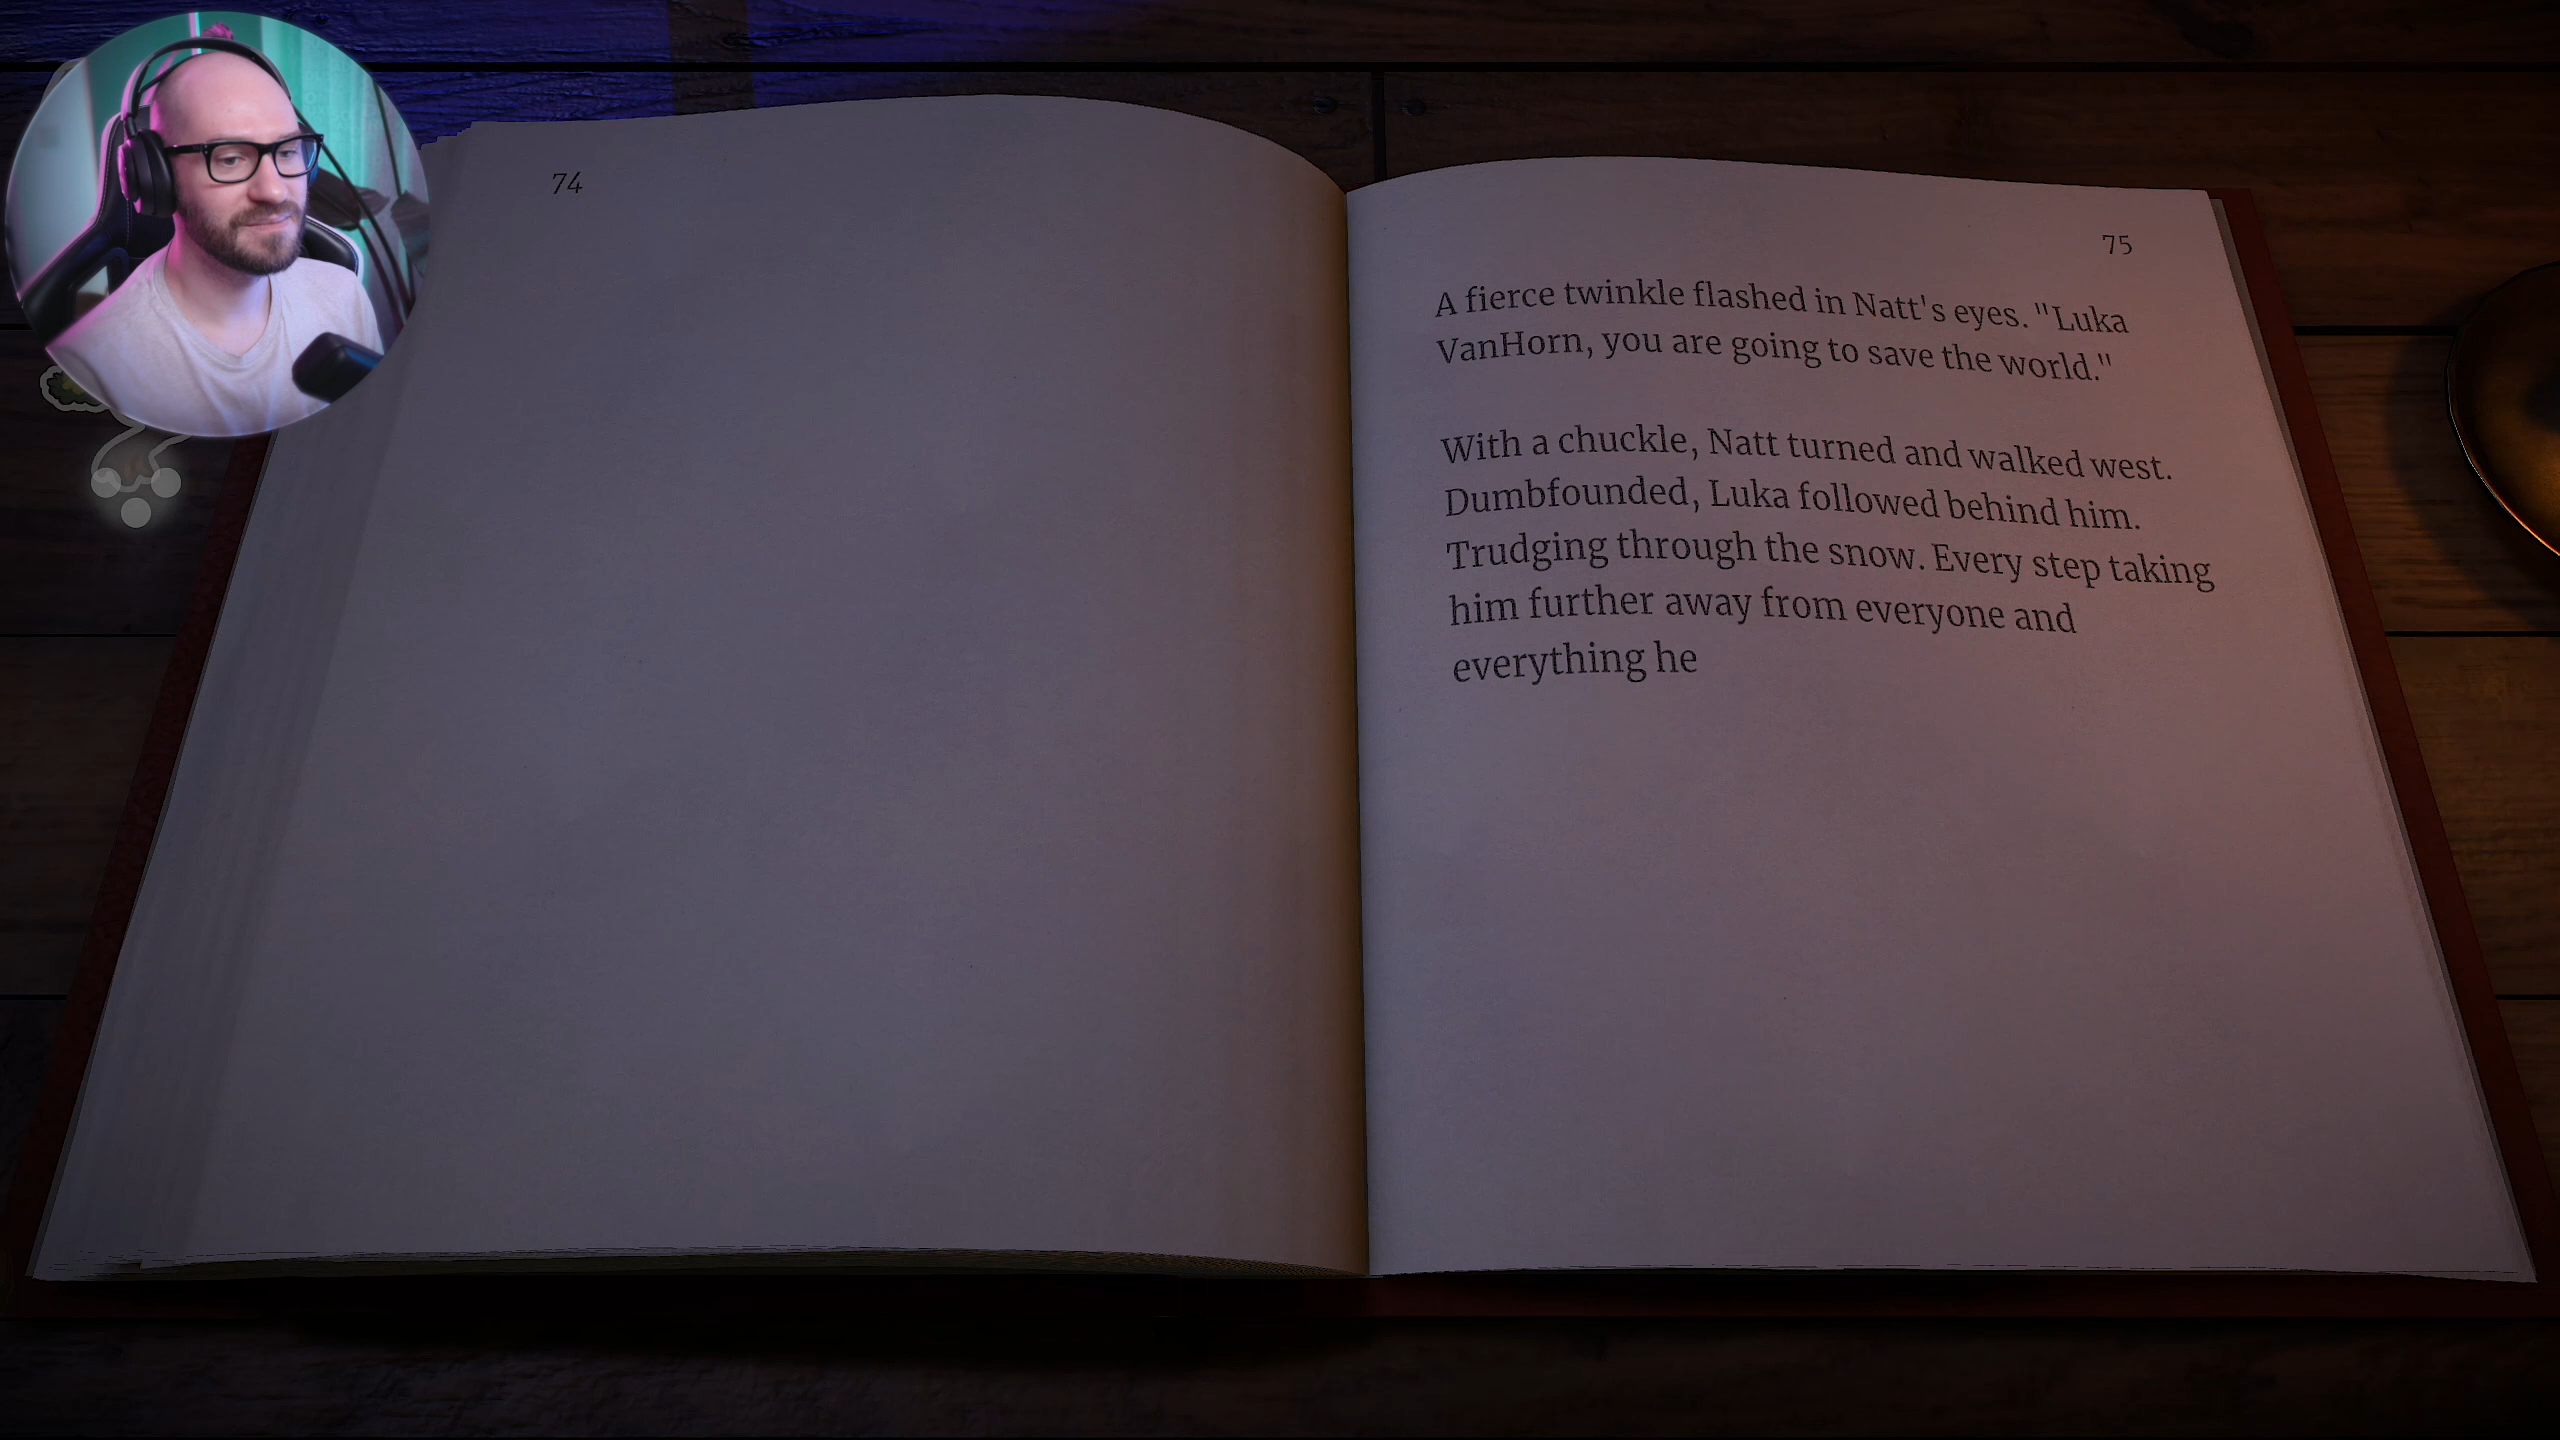 74
75
A fierce twinkle flashed in Natt's eyes. "Luka
VanHorn, you are going to save the world."
With a chuckle, Natt turned and walked west.
Dumbfounded, Luka followed behind him.
Trudging through the snow. Every step taking
him further away from everyone and
everything he